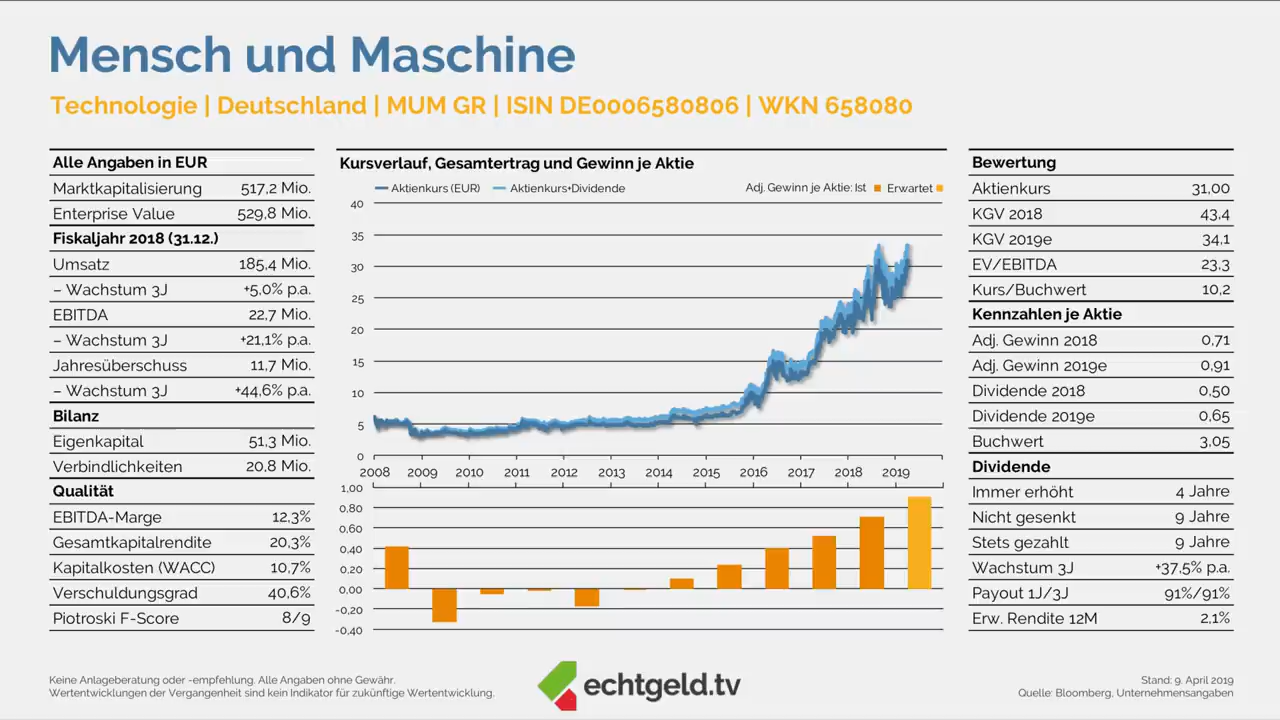 Mensch und Maschine
Technologie | Deutschland | MUM GR | ISIN DE0006580806 | WKN 658080
Alle Angaben in EUR
Marktkapitalisierung 517,2 Mio.
Enterprise Value 529,8 Mio.
Fiskaljahr 2018 (31.12.)
Umsatz 185,4 Mio.
– Wachstum 3J +5,0% p.a.
EBITDA 22,7 Mio.
– Wachstum 3J +21,1% p.a.
Jahresüberschuss 11,7 Mio.
– Wachstum 3J +44,6% p.a.
Bilanz
Eigenkapital 51,3 Mio.
Verbindlichkeiten 20,8 Mio.
Qualität
EBITDA-Marge 12,3%
Gesamtkapitalrendite 20,3%
Kapitalkosten (WACC) 10,7%
Verschuldungsgrad 40,6%
Piotroski F-Score 8/9
Kursverlauf, Gesamtertrag und Gewinn je Aktie
Aktienkurs (EUR) Aktienkurs+Dividende Adj. Gewinn je Aktie: Ist Erwartet
40
35
30
25
20
15
10
5
0
2008 2009 2010 2011 2012 2013 2014 2015 2016 2017 2018 2019
1,00
0,80
0,60
0,40
0,20
0,00
-0,20
-0,40
Bewertung
Aktienkurs 31,00
KGV 2018 43,4
KGV 2019e 34,1
EV/EBITDA 23,3
Kurs/Buchwert 10,2
Kennzahlen je Aktie
Adj. Gewinn 2018 0,71
Adj. Gewinn 2019e 0,91
Dividende 2018 0,50
Dividende 2019e 0,65
Buchwert 3,05
Dividende
Immer erhöht 4 Jahre
Nicht gesenkt 9 Jahre
Stets gezahlt 9 Jahre
Wachstum 3J +37,5% p.a.
Payout 1J/3J 91%/91%
Erw. Rendite 12M 2,1%
Keine Anlageberatung oder -empfehlung. Alle Angaben ohne Gewähr.
Wertentwicklungen der Vergangenheit sind kein Indikator für zukünftige Wertentwicklung.
echtgeld.tv
Stand: 9. April 2019
Quelle: Bloomberg, Unternehmensangaben